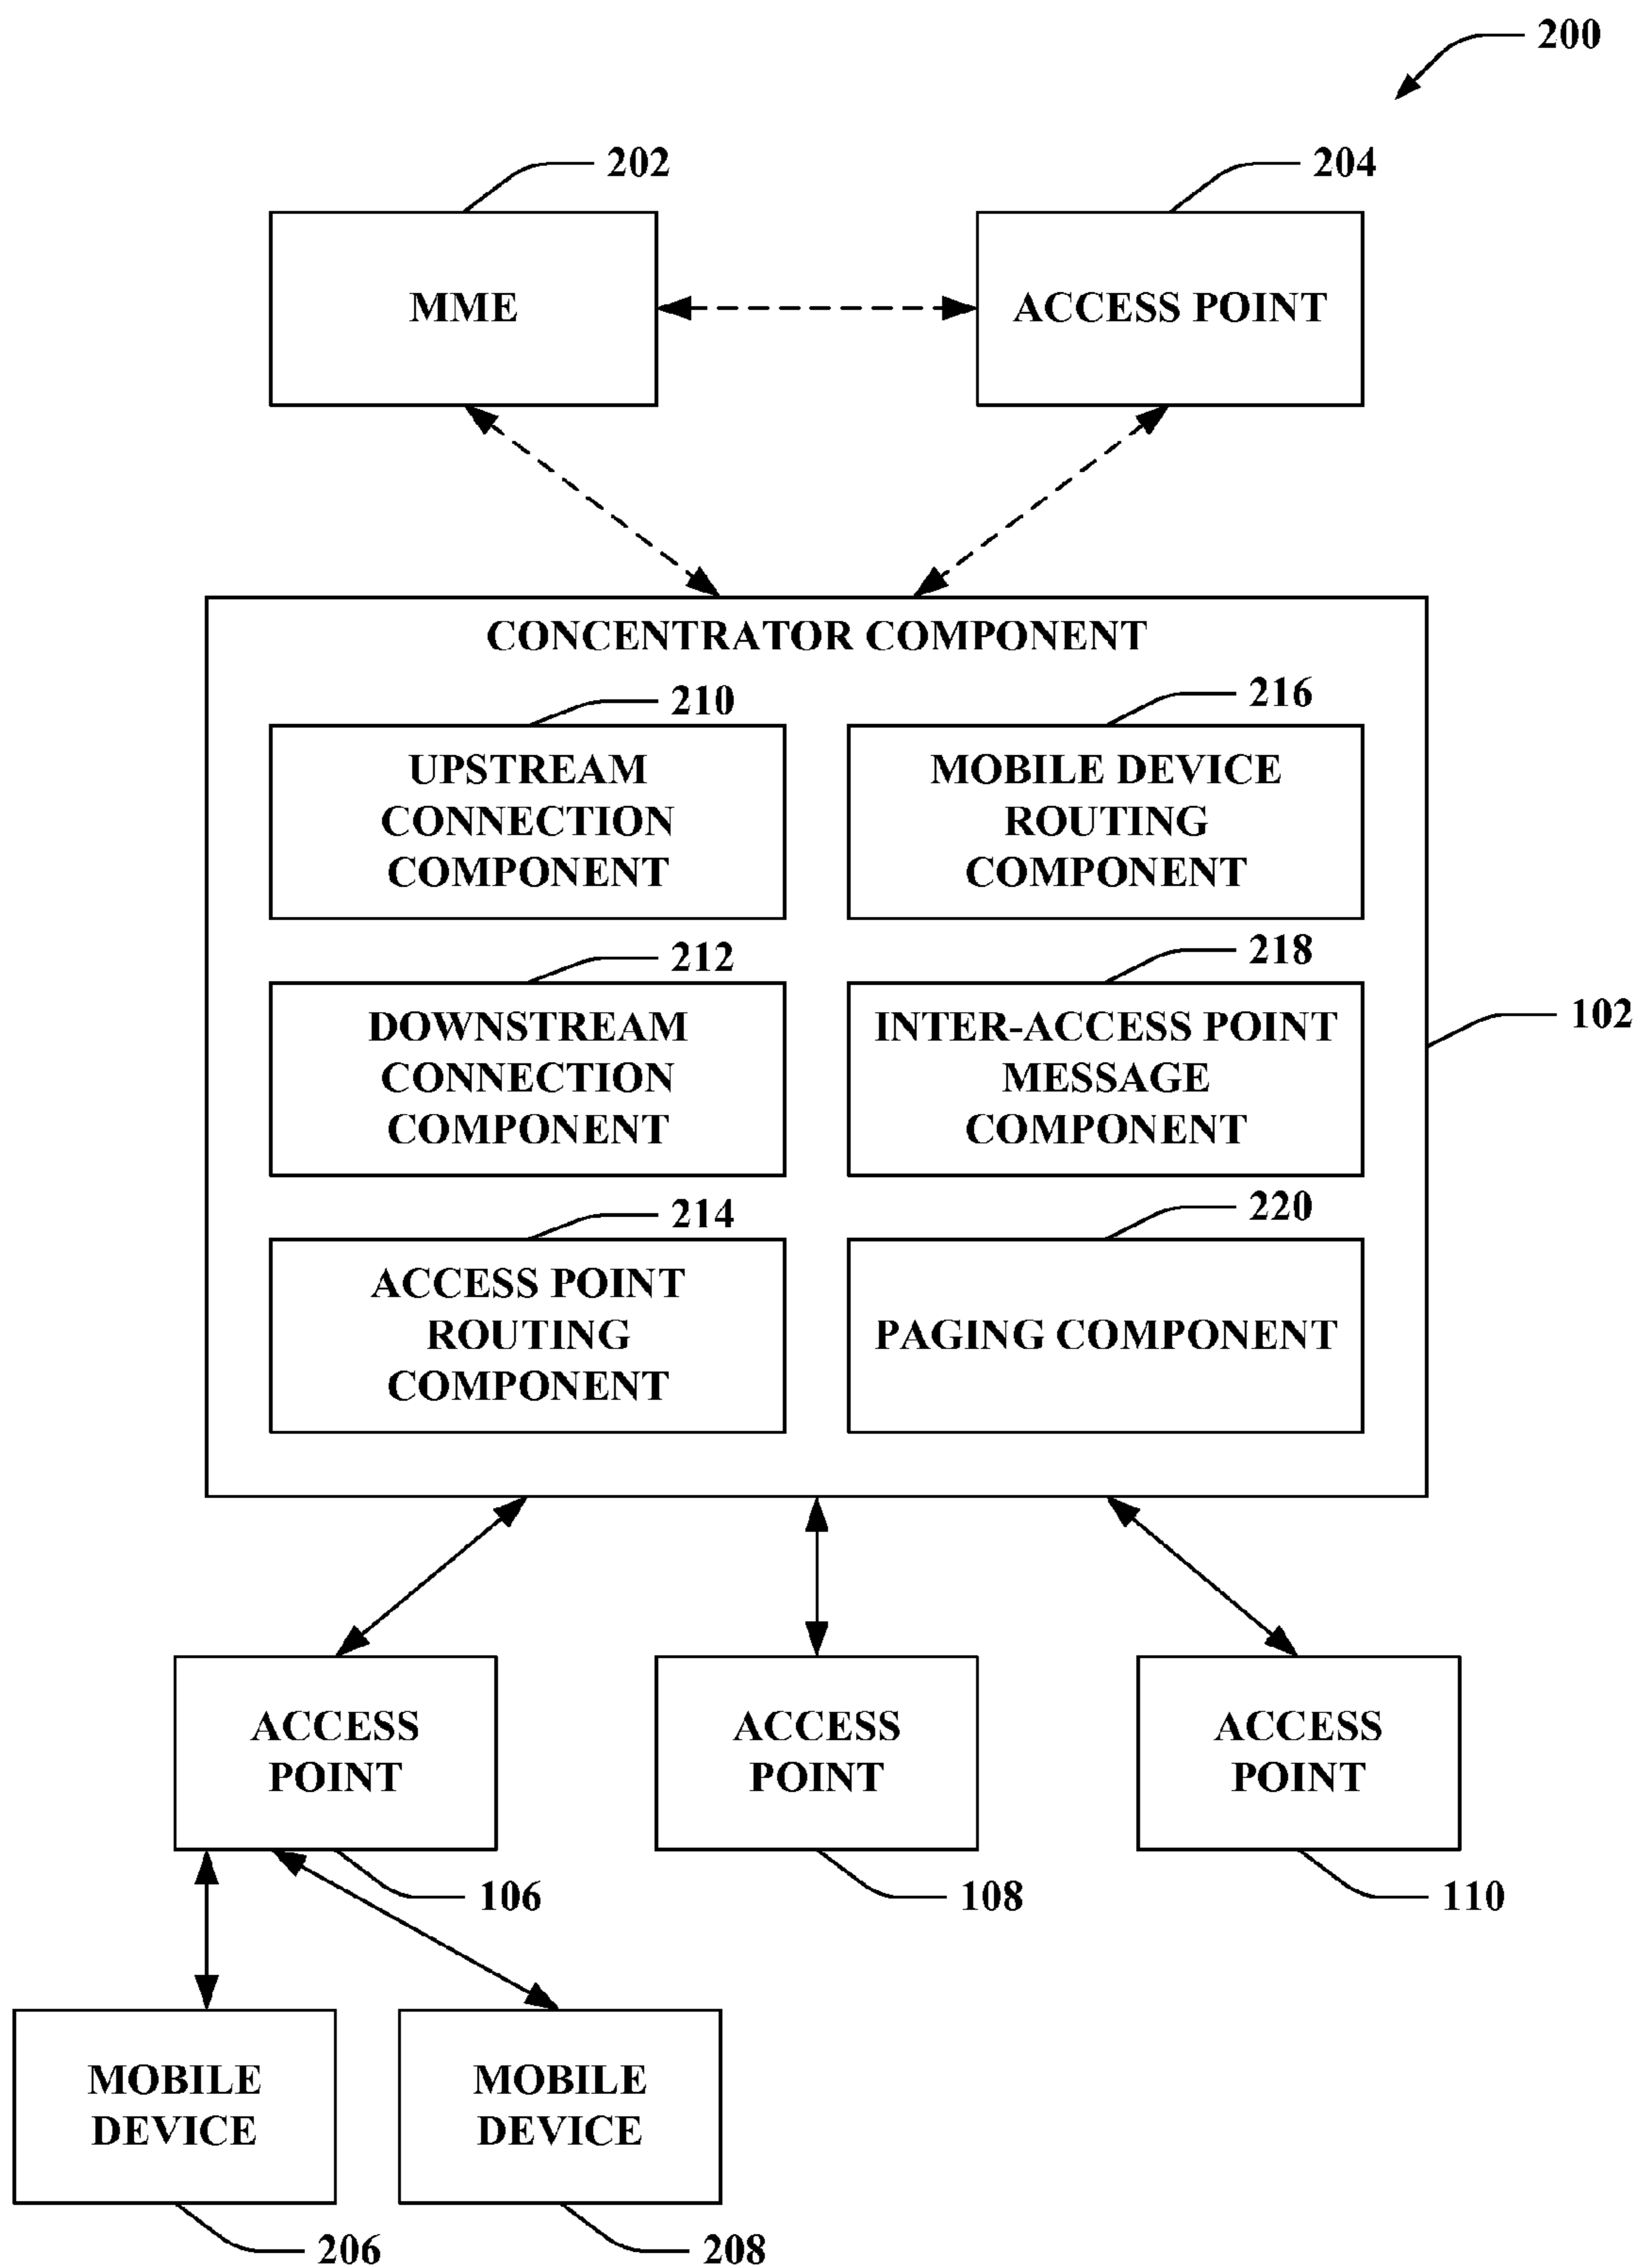 200
202
204
MME
ACCESS POINT
CONCENTRATOR COMPONENT
210
216
UPSTREAM
CONNECTION
COMPONENT
MOBILE DEVICE
ROUTING
COMPONENT
212
218
DOWNSTREAM
CONNECTION
COMPONENT
INTER-ACCESS POINT
MESSAGE
COMPONENT
102
214
220
ACCESS POINT
ROUTING
COMPONENT
PAGING COMPONENT
ACCESS
POINT
ACCESS
POINT
ACCESS
POINT
106
108
110
MOBILE
DEVICE
MOBILE
DEVICE
206
208